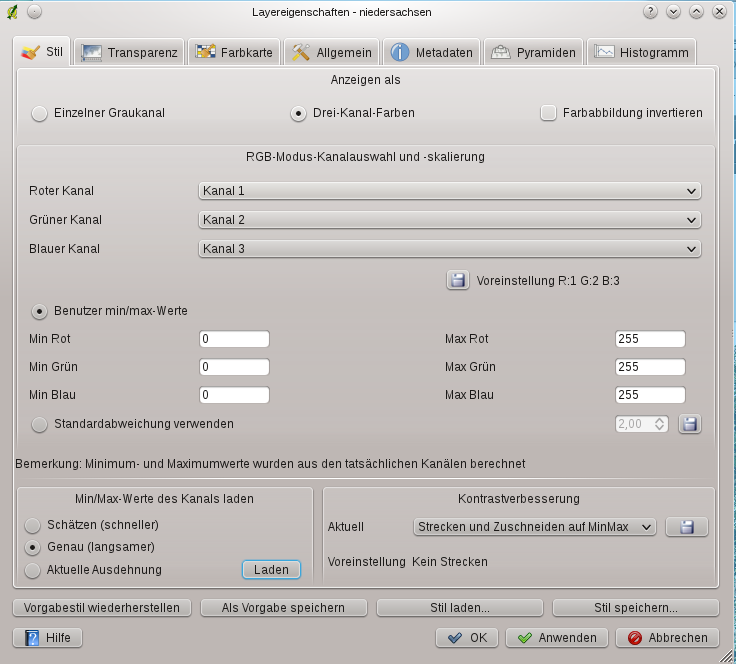 Layereigenschaften - niedersachsen
Stil Transparenz Farbkarte Allgemein Metadaten Pyramiden Histogramm
Anzeigen als
Einzelner Graukanal Drei-Kanal-Farben Farbabbildung invertieren
RGB-Modus-Kanalauswahl und -skalierung
Roter Kanal Kanal 1
Grüner Kanal Kanal 2
Blauer Kanal Kanal 3
Voreinstellung R:1 G:2 B:3
Benutzer min/max-Werte
Min Rot 0 Max Rot 255
Min Grün 0 Max Grün 255
Min Blau 0 Max Blau 255
Standardabweichung verwenden 2,00
Bemerkung: Minimum- und Maximumwerte wurden aus den tatsächlichen Kanälen berechnet
Min/Max-Werte des Kanals laden
Schätzen (schneller)
Genau (langsamer)
Aktuelle Ausdehnung Laden
Kontrastverbesserung
Aktuell Strecken und Zuschneiden auf MinMax
Voreinstellung Kein Strecken
Vorgabestil wiederherstellen Als Vorgabe speichern Stil laden... Stil speichern...
Hilfe OK Anwenden Abbrechen